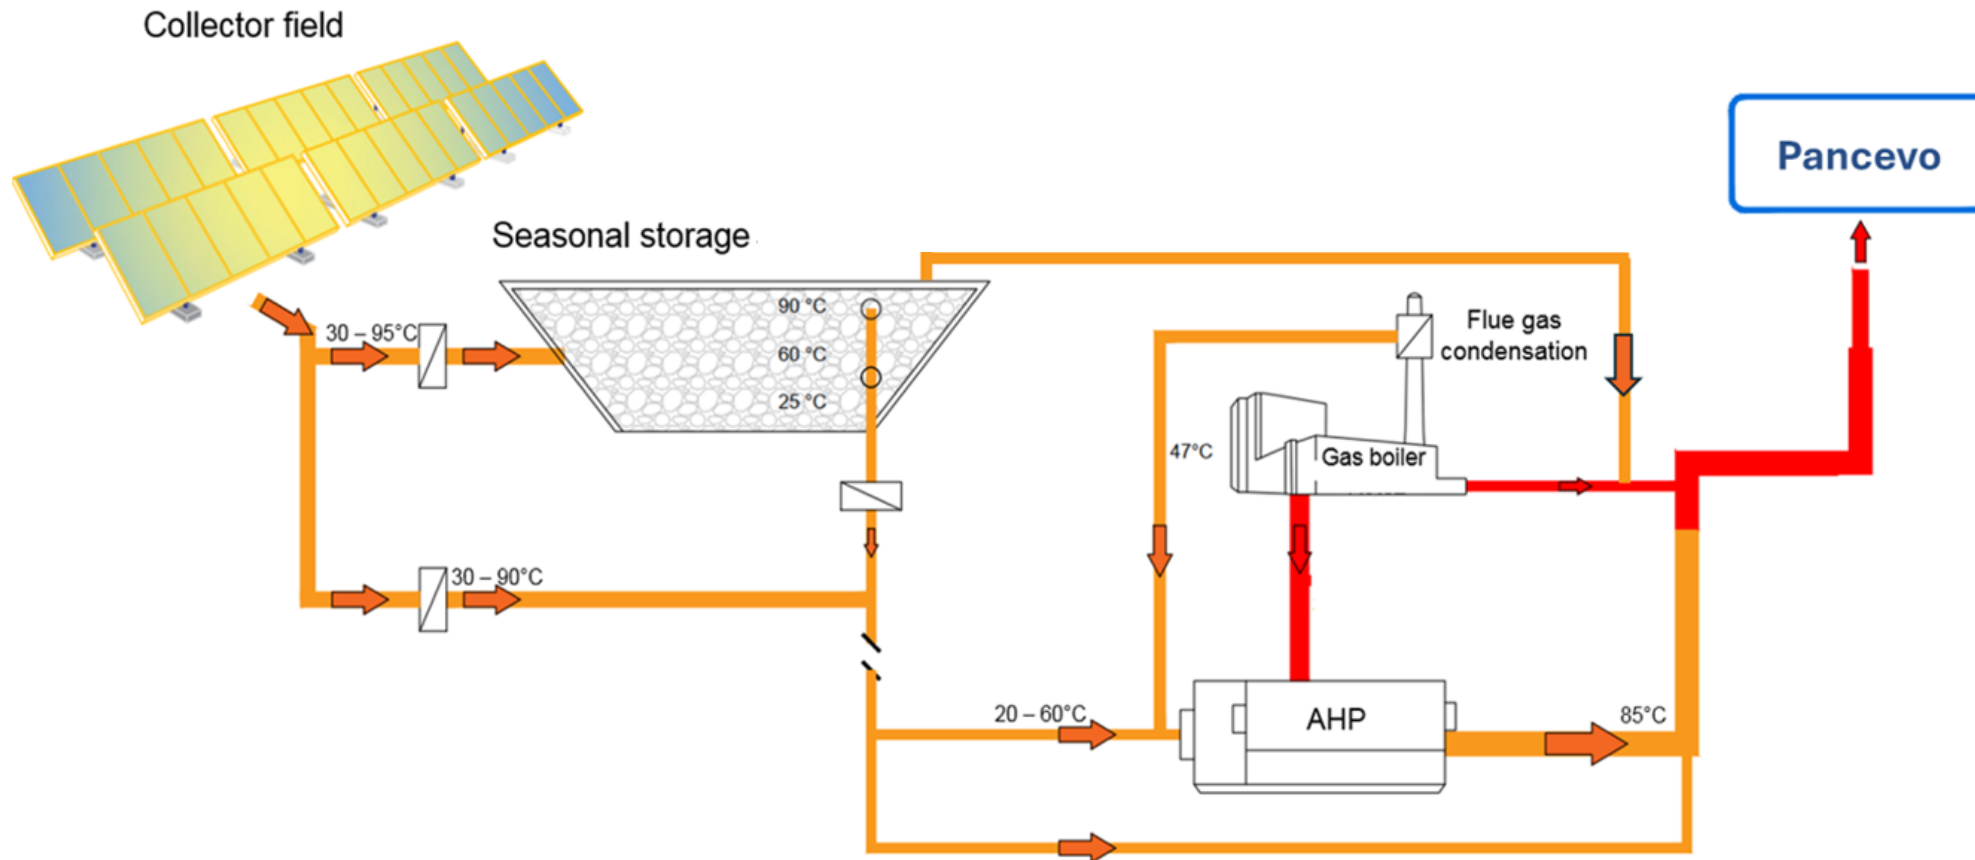 Collector field
Pancevo
Seasonal storage
90 °C
30 – 95°C
60 °C
25 °C
Flue gas
condensation
47°C
Gas boiler
30 – 90°C
20 – 60°C
AHP
85°C